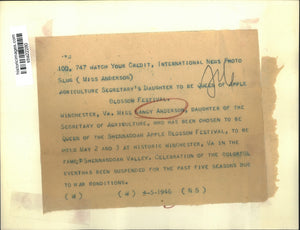 100,747 WATCH YOUR CREDIT, INTERNATIONAL NEWS PHOTO
SLUG (MISS ANDERSON)
AGRICULTURE SECRETARY'S DAUGHTER TO BE QUEEN OF APPLE
BLOSSOM FESTIVAL.
WINCHESTER, VA. MISS NANCY ANDERSON, DAUGHTER OF THE
SECRETARY OF AGRICULTURE, WHO HAS BEEN CHOSEN TO BE
QUEEN OF THE SHENNADOAH APPLE BLOSSOM FESTIVAL, TO BE
HELD MAY 2 AND 3 AT HISTORIC WINCHESTER, VA IN THE
SHENNANDOAH VALLEY. CELEBRATION OF THE COLORFUL
EVENT HAS BEEN SUSPENDED FOR THE PAST FIVE SEASONS DUE
TO WAR CONDITIONS.
(W) (W) 4-5-1946 (NS)